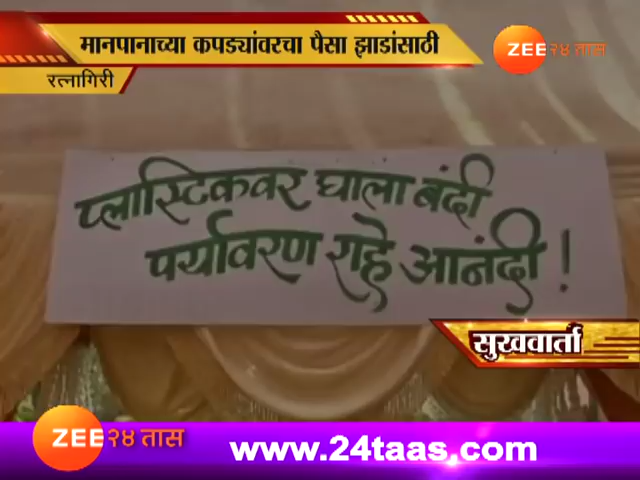 मानपानाच्या कपड्यांवरचा पैसा झाडांसाठी
ZEE २४ तास
रत्नागिरी
प्लास्टिकवर घाला बंदी
पर्यावरण राहे आनंदी !
सुखवार्ता
ZEE २४ तास
www.24taas.com